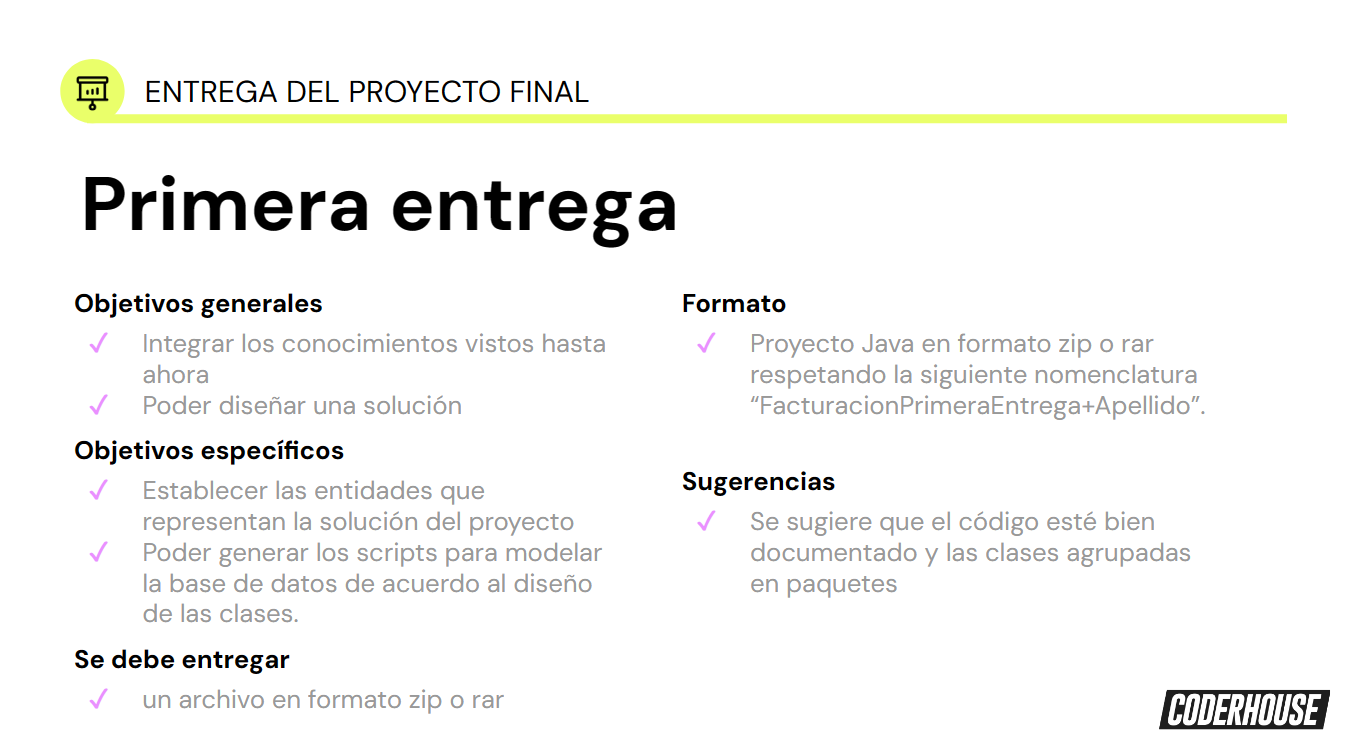 ENTREGA DEL PROYECTO FINAL
Primera entrega
Objetivos generales
✓ Integrar los conocimientos vistos hasta
ahora
✓ Poder diseñar una solución
Objetivos específicos
✓ Establecer las entidades que
representan la solución del proyecto
✓ Poder generar los scripts para modelar
la base de datos de acuerdo al diseño
de las clases.
Se debe entregar
✓ un archivo en formato zip o rar
Formato
✓ Proyecto Java en formato zip o rar
respetando la siguiente nomenclatura
“FacturacionPrimeraEntrega+Apellido”.
Sugerencias
✓ Se sugiere que el código esté bien
documentado y las clases agrupadas
en paquetes
CODERHOUSE